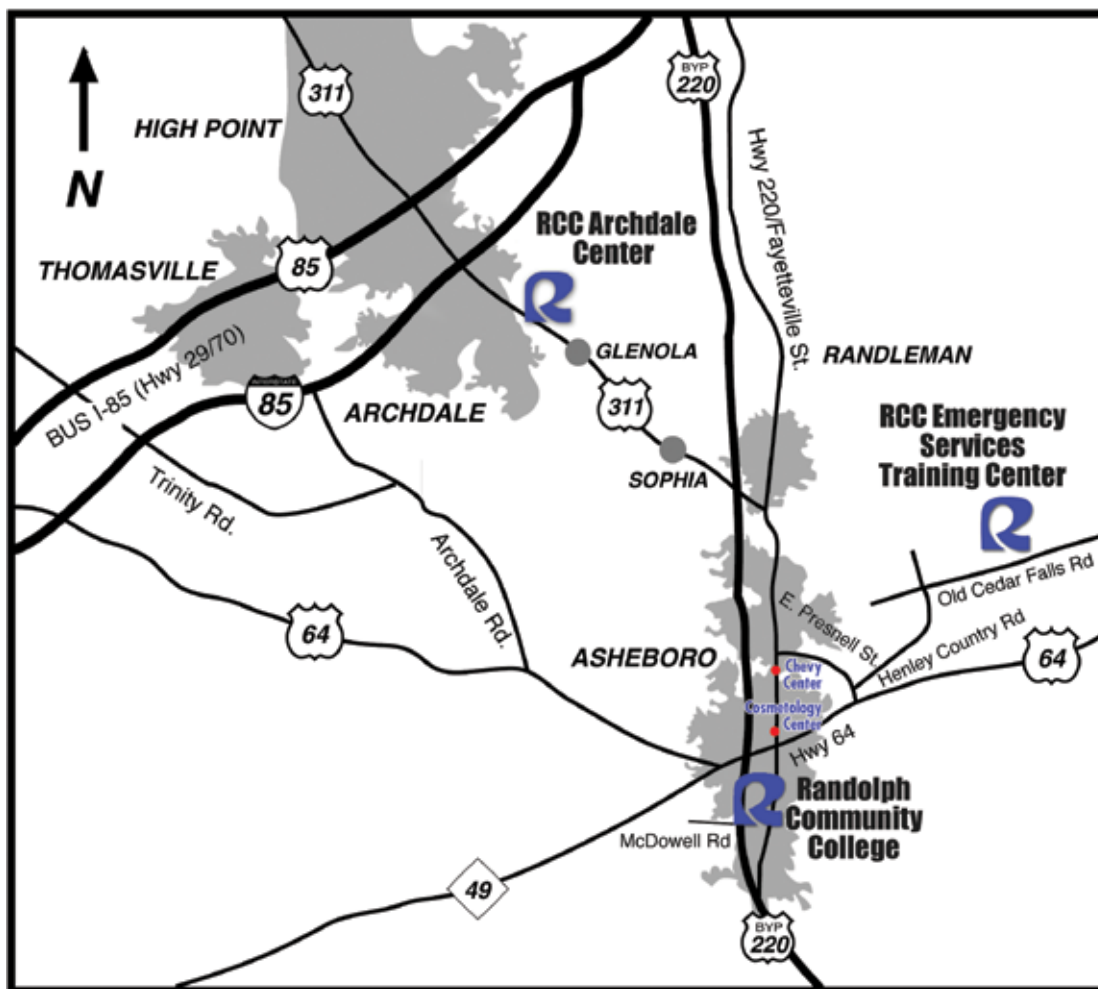 BYP
220
311
HIGH POINT
N
Hwy 220/Fayetteville St.
RCC Archdale
Center
R
85
THOMASVILLE
BUS I-85 (Hwy 29/70)
GLENOLA
RANDLEMAN
INTERSTATE
85
ARCHDALE
311
RCC Emergency
Services
Training Center
R
SOPHIA
Trinity Rd.
Archdale Rd.
Old Cedar Falls Rd
E. Presnell St.
Henley Country Rd
64
64
ASHEBORO
Chevy
Center
Cosmetology
Center
Hwy 64
R
Randolph
Community
College
McDowell Rd
49
BYP
220